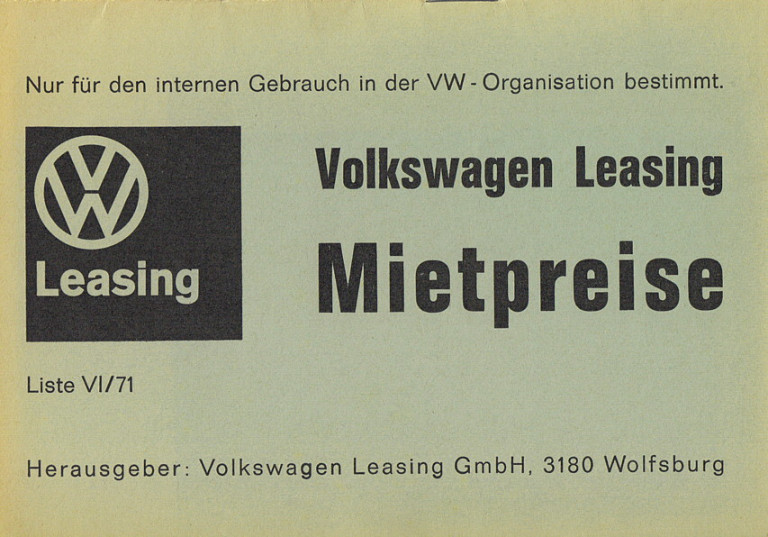 Nur für den internen Gebrauch in der VW-Organisation bestimmt.
VW
Leasing
Volkswagen Leasing
Mietpreise
Liste VI/71
Herausgeber: Volkswagen Leasing GmbH, 3180 Wolfsburg